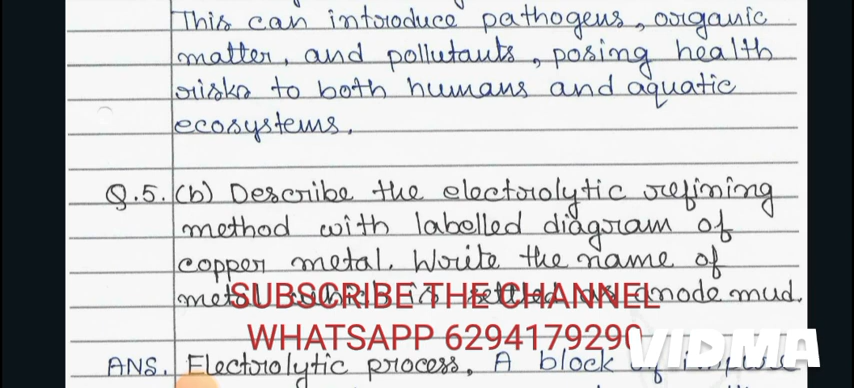 This can introduce pathogens, organic
matter, and pollutants, posing health
risks to both humans and aquatic
ecosystems.
Q.5. (b) Describe the electrolytic refining
method with labelled diagram of
copper metal. Write the name of
anode mud.
SUBSCRIBE THE CHANNEL
WHATSAPP 6294179290
VIDMA
ANS. Electrolytic process, A block of impure